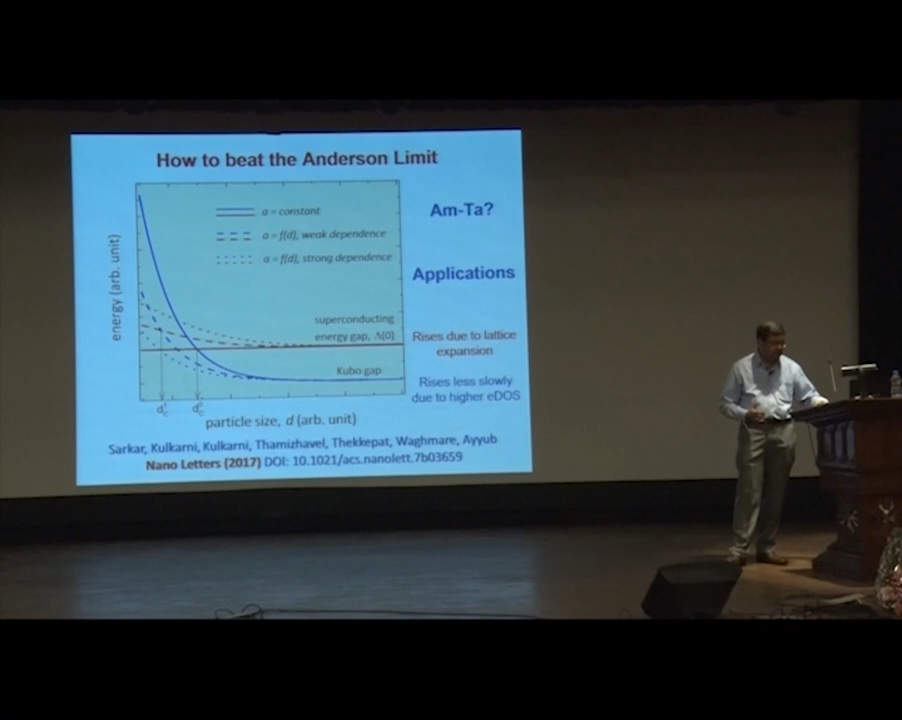 How to beat the Anderson Limit
a = constant
a = f(d), weak dependence
a = f(d), strong dependence
superconducting
energy gap, Λ(0)
Kubo gap
energy (arb. unit)
particle size, d (arb. unit)
Am-Ta?
Applications
Rises due to lattice
expansion
Rises less slowly
due to higher eDOS
Sarkar, Kulkarni, Kulkarni, Thamizhavel, Thekkepat, Waghmare, Ayyub
Nano Letters (2017) DOI: 10.1021/acs.nanolett.7b03659